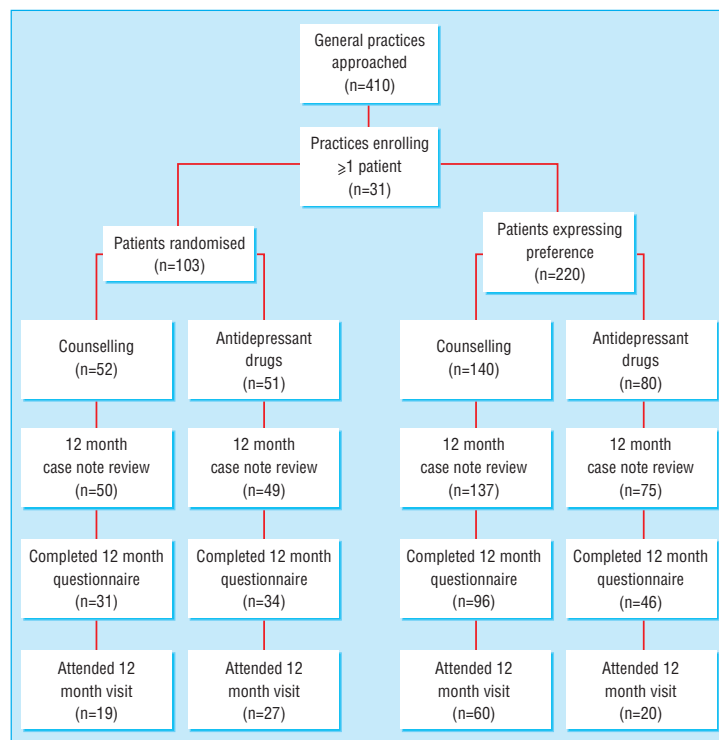 General practices
approached
(n=410)
Practices enrolling
⩾1 patient
(n=31)
Patients randomised
(n=103)
Patients expressing
preference
(n=220)
Counselling
(n=52)
Antidepressant
drugs
(n=51)
Counselling
(n=140)
Antidepressant
drugs
(n=80)
12 month
case note review
(n=50)
12 month
case note review
(n=49)
12 month
case note review
(n=137)
12 month
case note review
(n=75)
Completed 12 month
questionnaire
(n=31)
Completed 12 month
questionnaire
(n=34)
Completed 12 month
questionnaire
(n=96)
Completed 12 month
questionnaire
(n=46)
Attended 12
month visit
(n=19)
Attended 12
month visit
(n=27)
Attended 12
month visit
(n=60)
Attended 12
month visit
(n=20)